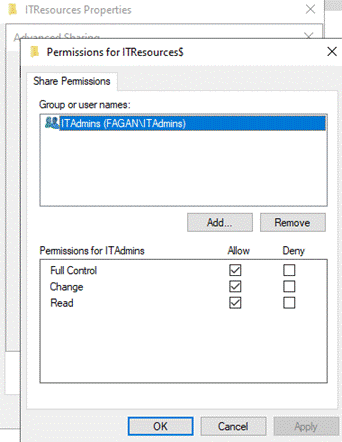 ITResources Properties
Advanced Sharing
Permissions for ITResources$
Share Permissions
Group or user names:
ITAdmins (FAGAN\ITAdmins)
Add... Remove
Permissions for ITAdmins Allow Deny
Full Control
Change
Read
OK Cancel Apply